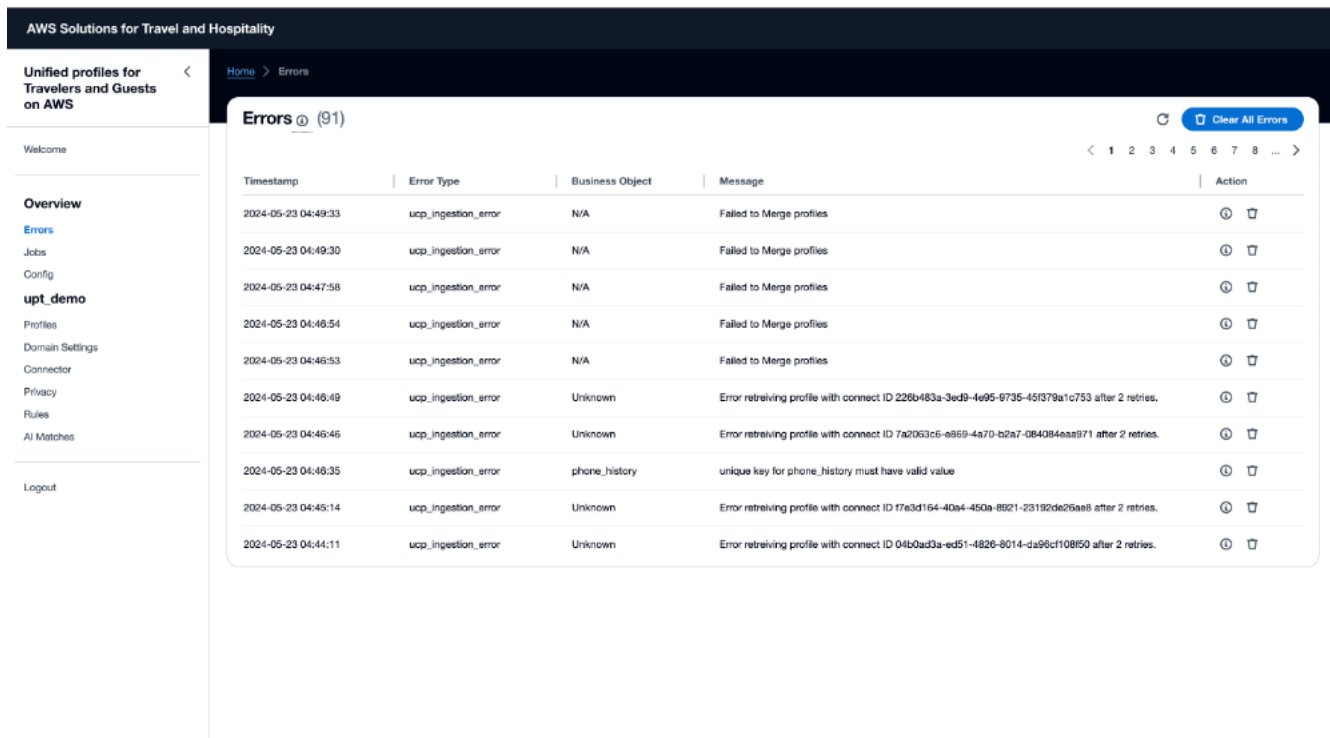 AWS Solutions for Travel and Hospitality
Unified profiles for
Travelers and Guests
on AWS
Welcome
Overview
Errors
Jobs
Config
upt_demo
Profiles
Domain Settings
Connector
Privacy
Rules
AI Matches
Logout
Home > Errors
Errors (91)
Clear All Errors
< 1 2 3 4 5 6 7 8 ... >
Timestamp Error Type Business Object Message Action
2024-05-23 04:49:33 ucp_ingestion_error N/A Failed to Merge profiles
2024-05-23 04:49:30 ucp_ingestion_error N/A Failed to Merge profiles
2024-05-23 04:47:58 ucp_ingestion_error N/A Failed to Merge profiles
2024-05-23 04:46:54 ucp_ingestion_error N/A Failed to Merge profiles
2024-05-23 04:46:53 ucp_ingestion_error N/A Failed to Merge profiles
2024-05-23 04:46:49 ucp_ingestion_error Unknown Error retreiving profile with connect ID 226b483a-3ed9-4e95-9735-45f379a1c753 after 2 retries.
2024-05-23 04:46:46 ucp_ingestion_error Unknown Error retreiving profile with connect ID 7a2063c6-e869-4a70-b2a7-084084eaa971 after 2 retries.
2024-05-23 04:46:35 ucp_ingestion_error phone_history unique key for phone_history must have valid value
2024-05-23 04:45:14 ucp_ingestion_error Unknown Error retreiving profile with connect ID f7e3d164-40a4-450a-8921-23192de26ae8 after 2 retries.
2024-05-23 04:44:11 ucp_ingestion_error Unknown Error retreiving profile with connect ID 04b0ad3a-ed51-4826-8014-da96cf108f50 after 2 retries.